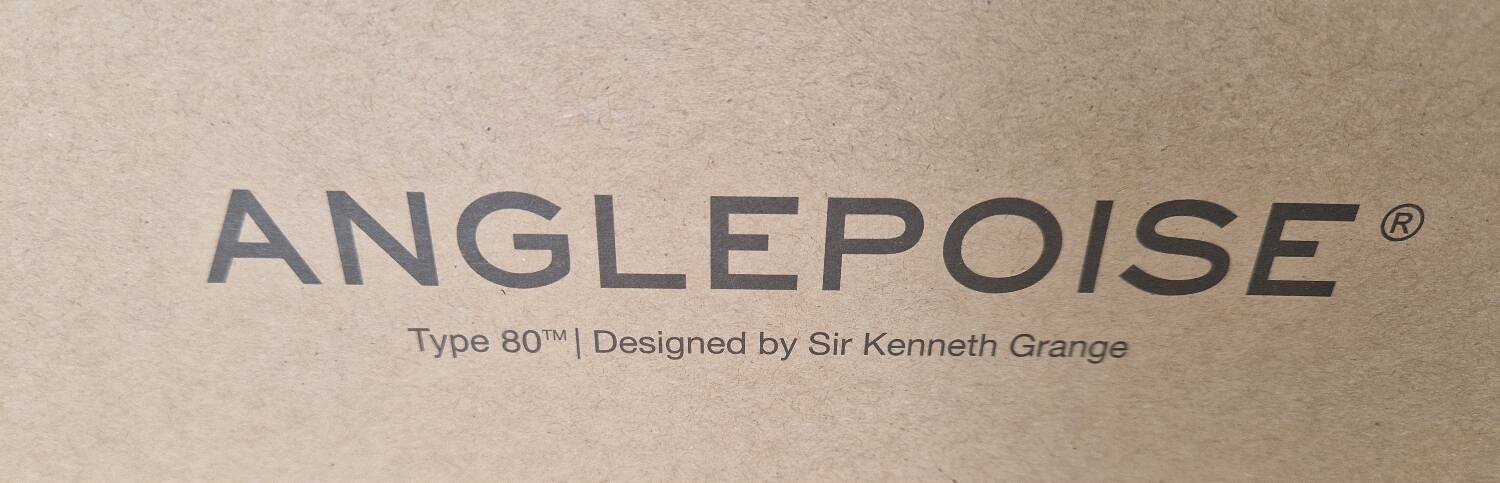 ANGLEPOISE®
Type 80™ | Designed by Sir Kenneth Grange